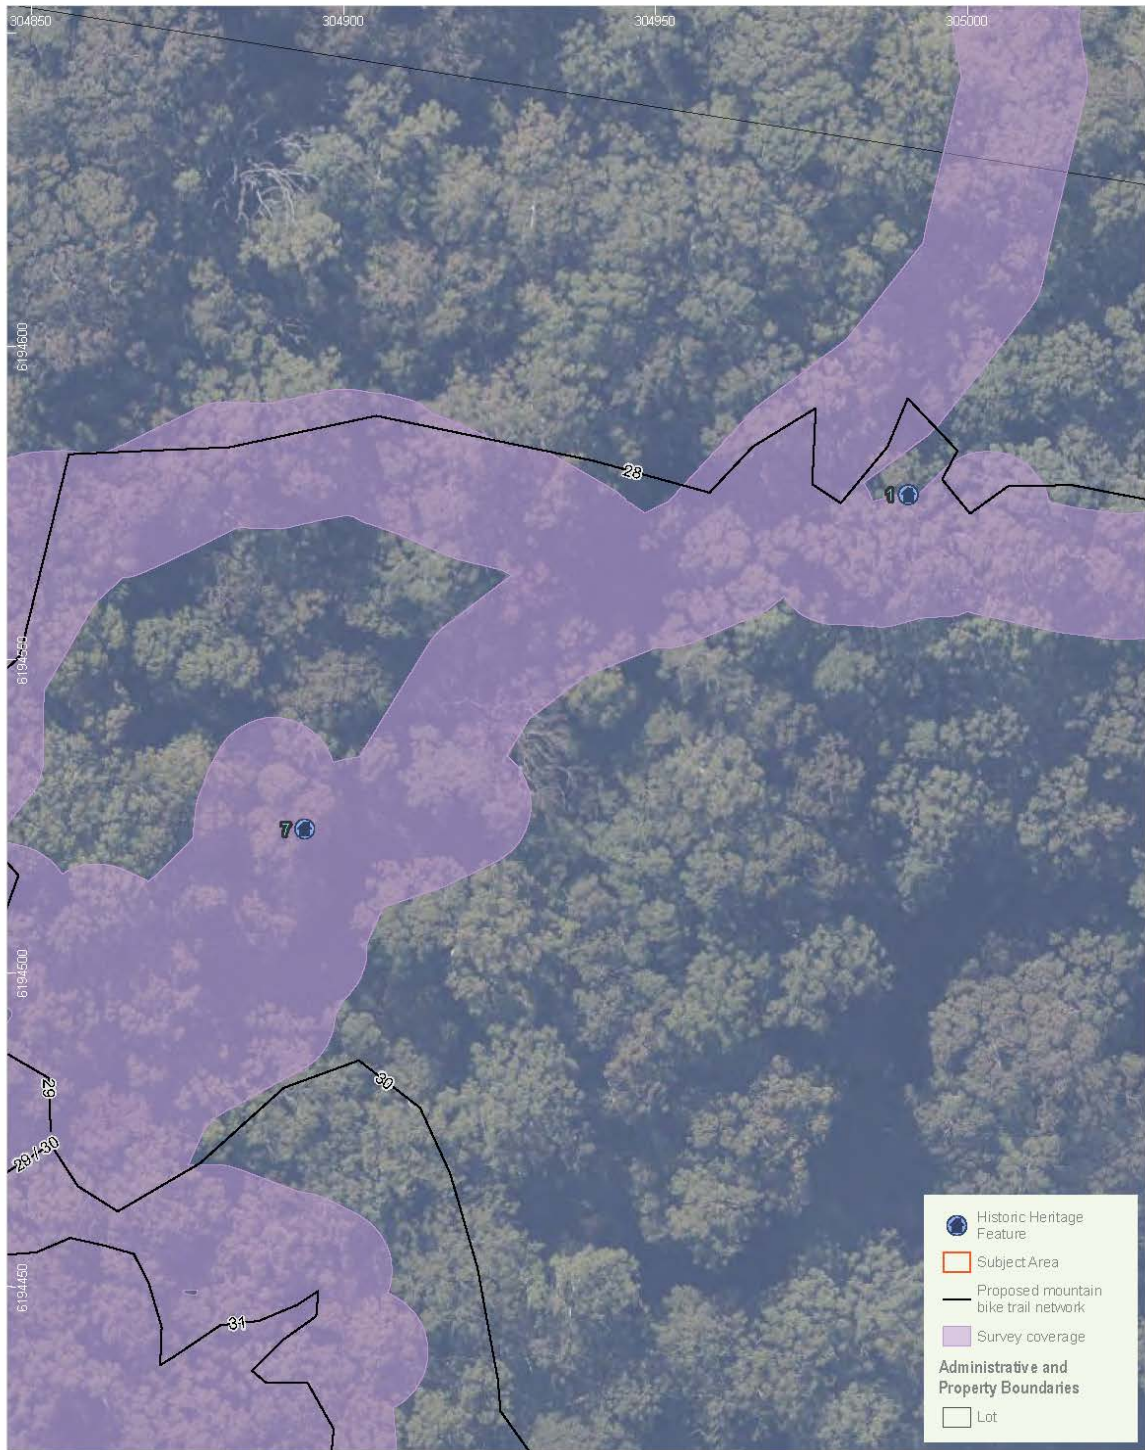 304850
304900
304950
305000
6194600
28
1
6194550
7
6194500
30
29
29 / 30
6194450
31
Historic Heritage
Feature
Subject Area
Proposed mountain
bike trail network
Survey coverage
Administrative and
Property Boundaries
Lot